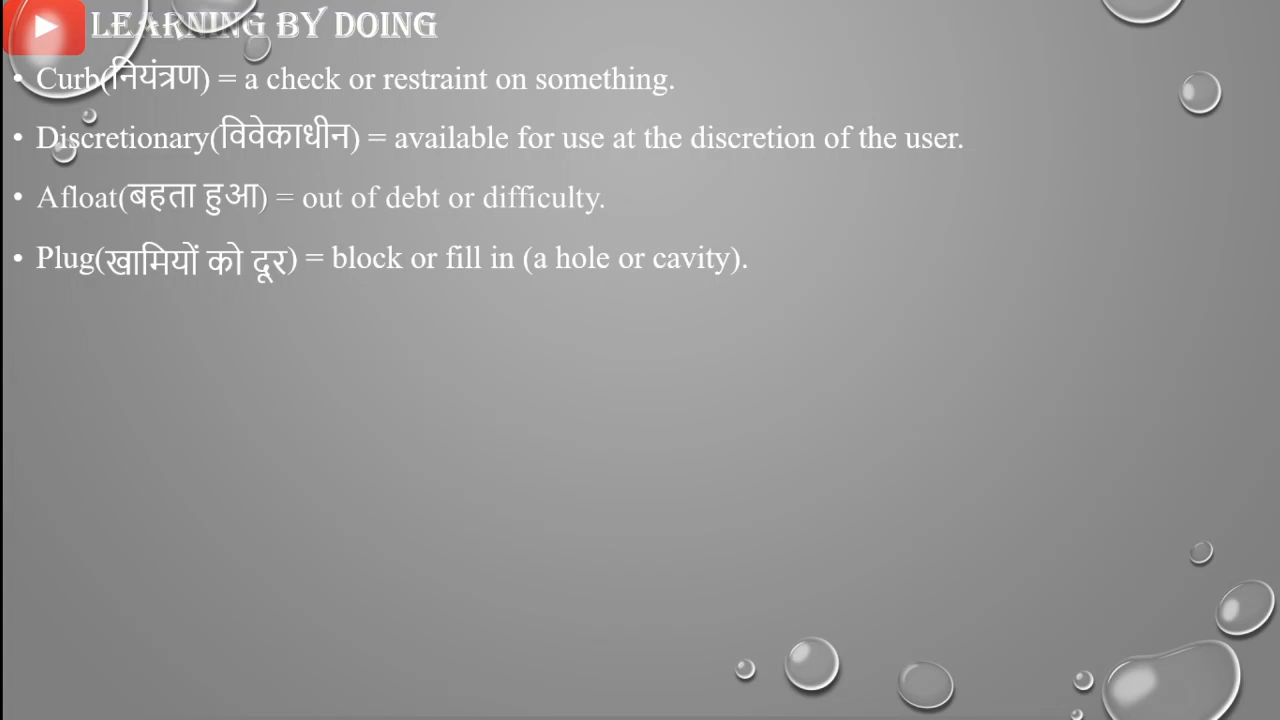 LEARNING BY DOING
• Curb(नियंत्रण) = a check or restraint on something.
• Discretionary(विवेकाधीन) = available for use at the discretion of the user.
• Afloat(बहता हुआ) = out of debt or difficulty.
• Plug(खामियों को दूर) = block or fill in (a hole or cavity).